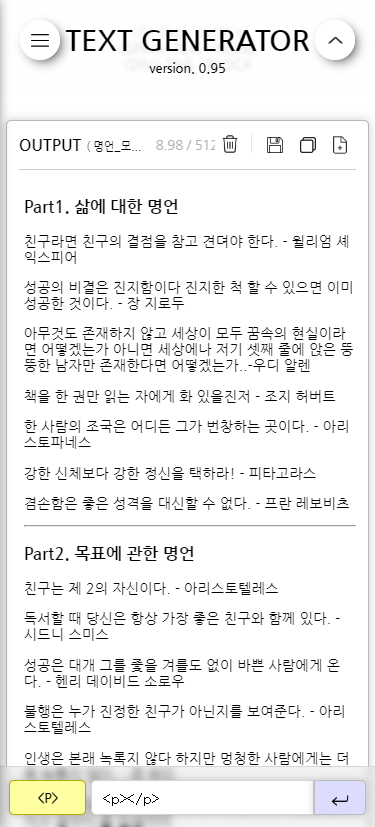 TEXT GENERATOR
version. 0.95
OUTPUT ( 명언_모... 8.98 / 512
Part1. 삶에 대한 명언
친구라면 친구의 결점을 참고 견뎌야 한다. - 윌리엄 셰
익스피어
성공의 비결은 진지함이다 진지한 척 할 수 있으면 이미
성공한 것이다. - 장 지로두
아무것도 존재하지 않고 세상이 모두 꿈속의 현실이라
면 어떻겠는가 아니면 세상에나 저기 셋째 줄에 앉은 뚱
뚱한 남자만 존재한다면 어떻겠는가..-우디 알렌
책을 한 권만 읽는 자에게 화 있을진저 - 조지 허버트
한 사람의 조국은 어디든 그가 번창하는 곳이다. - 아리
스토파네스
강한 신체보다 강한 정신을 택하라! - 피타고라스
겸손함은 좋은 성격을 대신할 수 없다. - 프란 레보비츠
Part2. 목표에 관한 명언
친구는 제 2의 자신이다. - 아리스토텔레스
독서할 때 당신은 항상 가장 좋은 친구와 함께 있다. -
시드니 스미스
성공은 대개 그를 좇을 겨를도 없이 바쁜 사람에게 온
다. - 헨리 데이비드 소로우
불행은 누가 진정한 친구가 아닌지를 보여준다. - 아리
스토텔레스
인생은 본래 녹록지 않다 하지만 멍청한 사람에게는 더
<P> <p></p>